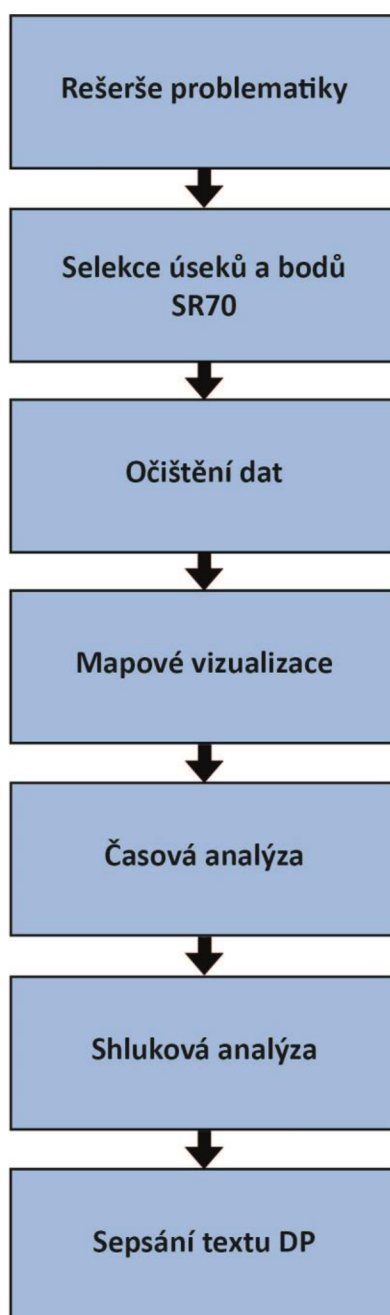 Rešerše problematiky
Selekce úseků a bodů
SR70
Očištění dat
Mapové vizualizace
Časová analýza
Shluková analýza
Sepsání textu DP